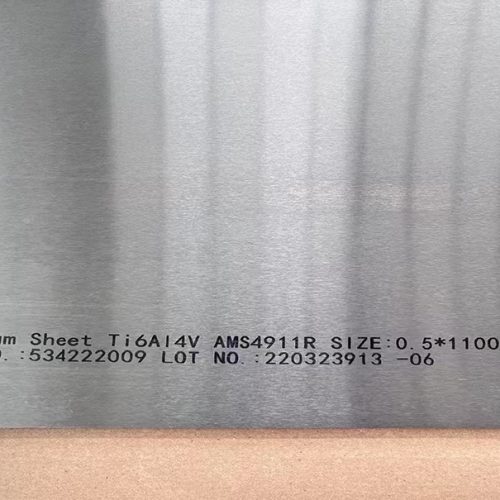 um Sheet Ti6Al4V AMS4911R SIZE:0.5*1100
O.:534222009 LOT NO.:220323913 -06